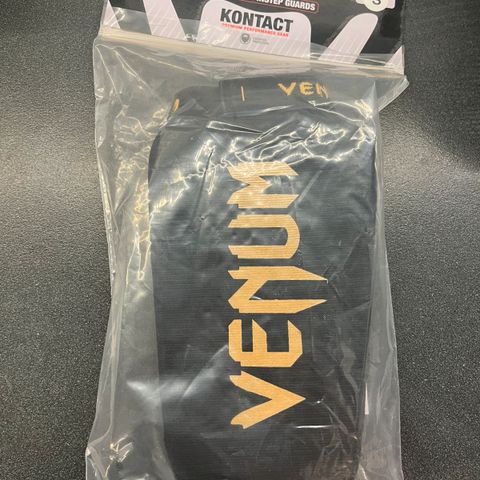 INSTEP GUARDS
S
KONTACT
PREMIUM PERFORMANCE GEAR
VEN
VENUM